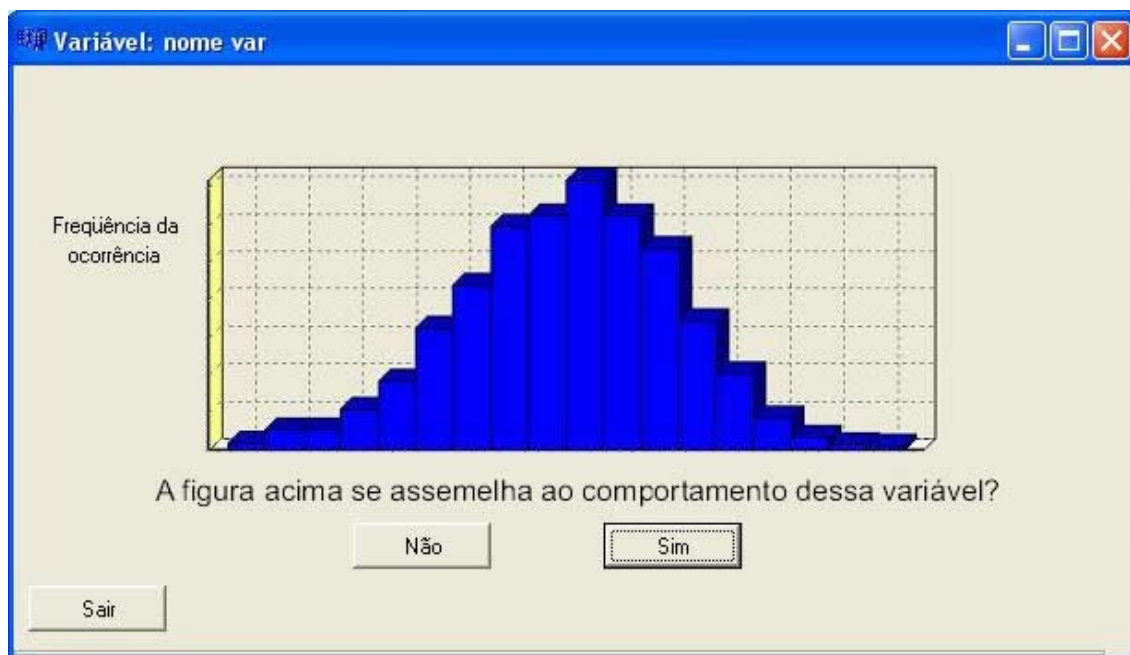 Variável: nome var
Freqüência da
ocorrência
A figura acima se assemelha ao comportamento dessa variável?
Não
Sim
Sair